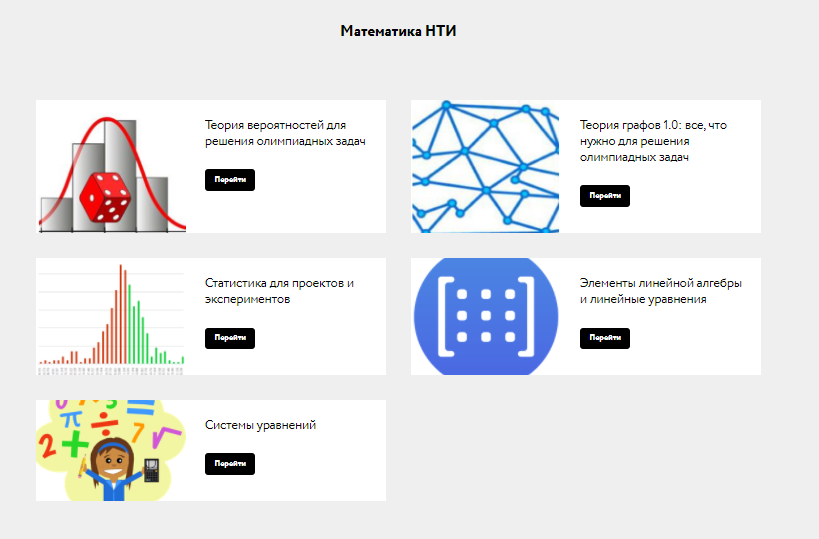 Математика НТИ
Теория вероятностей для
решения олимпиадных задач
Перейти
Теория графов 1.0: все, что
нужно для решения
олимпиадных задач
Перейти
Статистика для проектов и
экспериментов
Перейти
Элементы линейной алгебры
и линейные уравнения
Перейти
Системы уравнений
Перейти